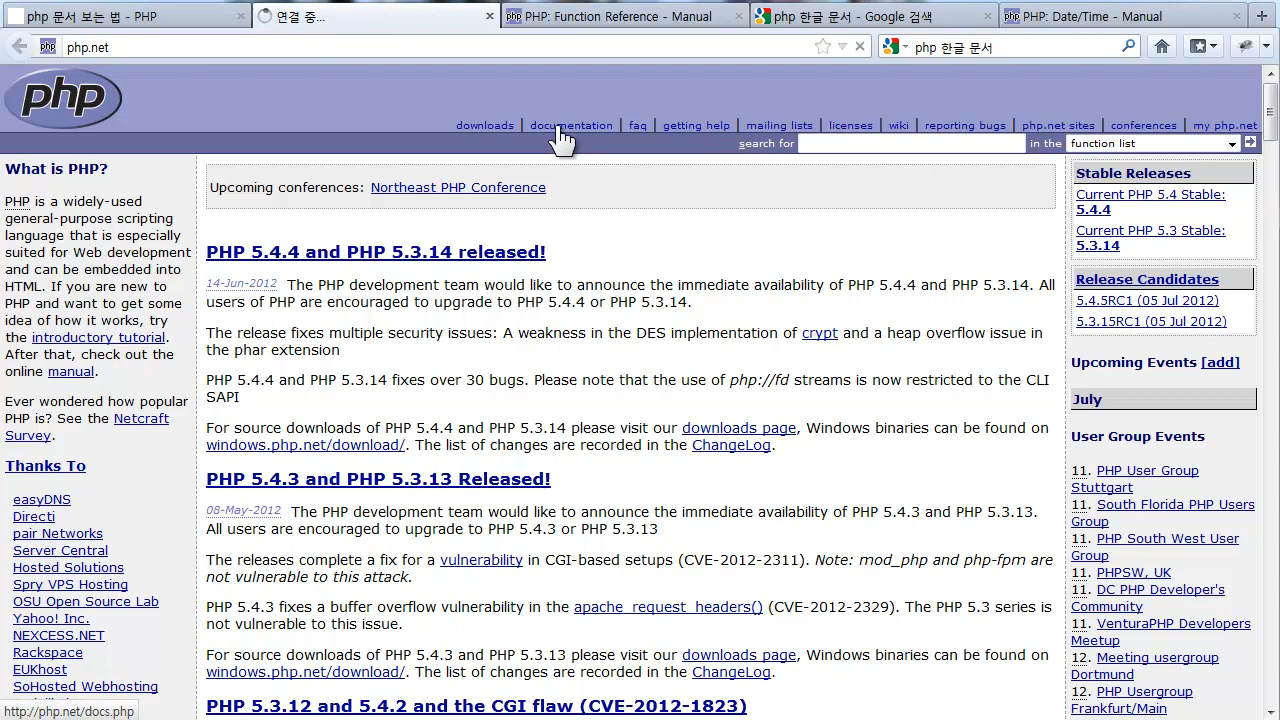 php 문서 보는 법 - PHP
연결 중...
PHP: Function Reference - Manual
php 한글 문서 - Google 검색
PHP: Date/Time - Manual
php.net
php 한글 문서
php
downloads
documentation
faq
getting help
mailing lists
licenses
wiki
reporting bugs
php.net sites
conferences
my php.net
search for
in the
function list
What is PHP?
PHP is a widely-used
general-purpose scripting
language that is especially
suited for Web development
and can be embedded into
HTML. If you are new to
PHP and want to get some
idea of how it works, try
the introductory tutorial.
After that, check out the
online manual.
Ever wondered how popular
PHP is? See the Netcraft
Survey.
Thanks To
easyDNS
Directi
pair Networks
Server Central
Hosted Solutions
Spry VPS Hosting
OSU Open Source Lab
Yahoo! Inc.
NEXCESS.NET
Rackspace
EUKhost
SoHosted Webhosting
http://php.net/docs.php
Upcoming conferences: Northeast PHP Conference
PHP 5.4.4 and PHP 5.3.14 released!
14-Jun-2012 The PHP development team would like to announce the immediate availability of PHP 5.4.4 and PHP 5.3.14. All
users of PHP are encouraged to upgrade to PHP 5.4.4 or PHP 5.3.14.
The release fixes multiple security issues: A weakness in the DES implementation of crypt and a heap overflow issue in
the phar extension
PHP 5.4.4 and PHP 5.3.14 fixes over 30 bugs. Please note that the use of php://fd streams is now restricted to the CLI
SAPI
For source downloads of PHP 5.4.4 and PHP 5.3.14 please visit our downloads page, Windows binaries can be found on
windows.php.net/download/. The list of changes are recorded in the ChangeLog.
PHP 5.4.3 and PHP 5.3.13 Released!
08-May-2012 The PHP development team would like to announce the immediate availability of PHP 5.4.3 and PHP 5.3.13.
All users are encouraged to upgrade to PHP 5.4.3 or PHP 5.3.13
The releases complete a fix for a vulnerability in CGI-based setups (CVE-2012-2311). Note: mod_php and php-fpm are
not vulnerable to this attack.
PHP 5.4.3 fixes a buffer overflow vulnerability in the apache_request_headers() (CVE-2012-2329). The PHP 5.3 series is
not vulnerable to this issue.
For source downloads of PHP 5.4.3 and PHP 5.3.13 please visit our downloads page, Windows binaries can be found on
windows.php.net/download/. The list of changes are recorded in the ChangeLog.
PHP 5.3.12 and 5.4.2 and the CGI flaw (CVE-2012-1823)
Stable Releases
Current PHP 5.4 Stable:
5.4.4
Current PHP 5.3 Stable:
5.3.14
Release Candidates
5.4.5RC1 (05 Jul 2012)
5.3.15RC1 (05 Jul 2012)
Upcoming Events [add]
July
User Group Events
11. PHP User Group
Stuttgart
11. South Florida PHP Users
Group
11. PHP South West User
Group
11. PHPSW, UK
11. DC PHP Developer's
Community
11. VenturaPHP Developers
Meetup
12. Meeting usergroup
Dortmund
12. PHP Usergroup
Frankfurt/Main